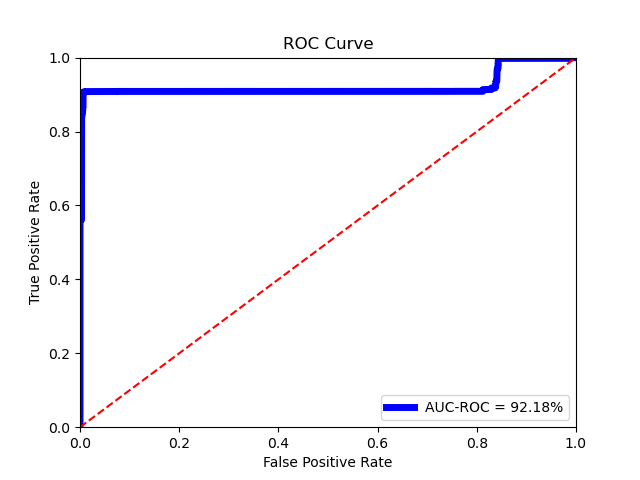 ROC Curve
1.0
0.8
0.6
0.4
0.2
0.0
True Positive Rate
AUC-ROC = 92.18%
0.0 0.2 0.4 0.6 0.8 1.0
False Positive Rate